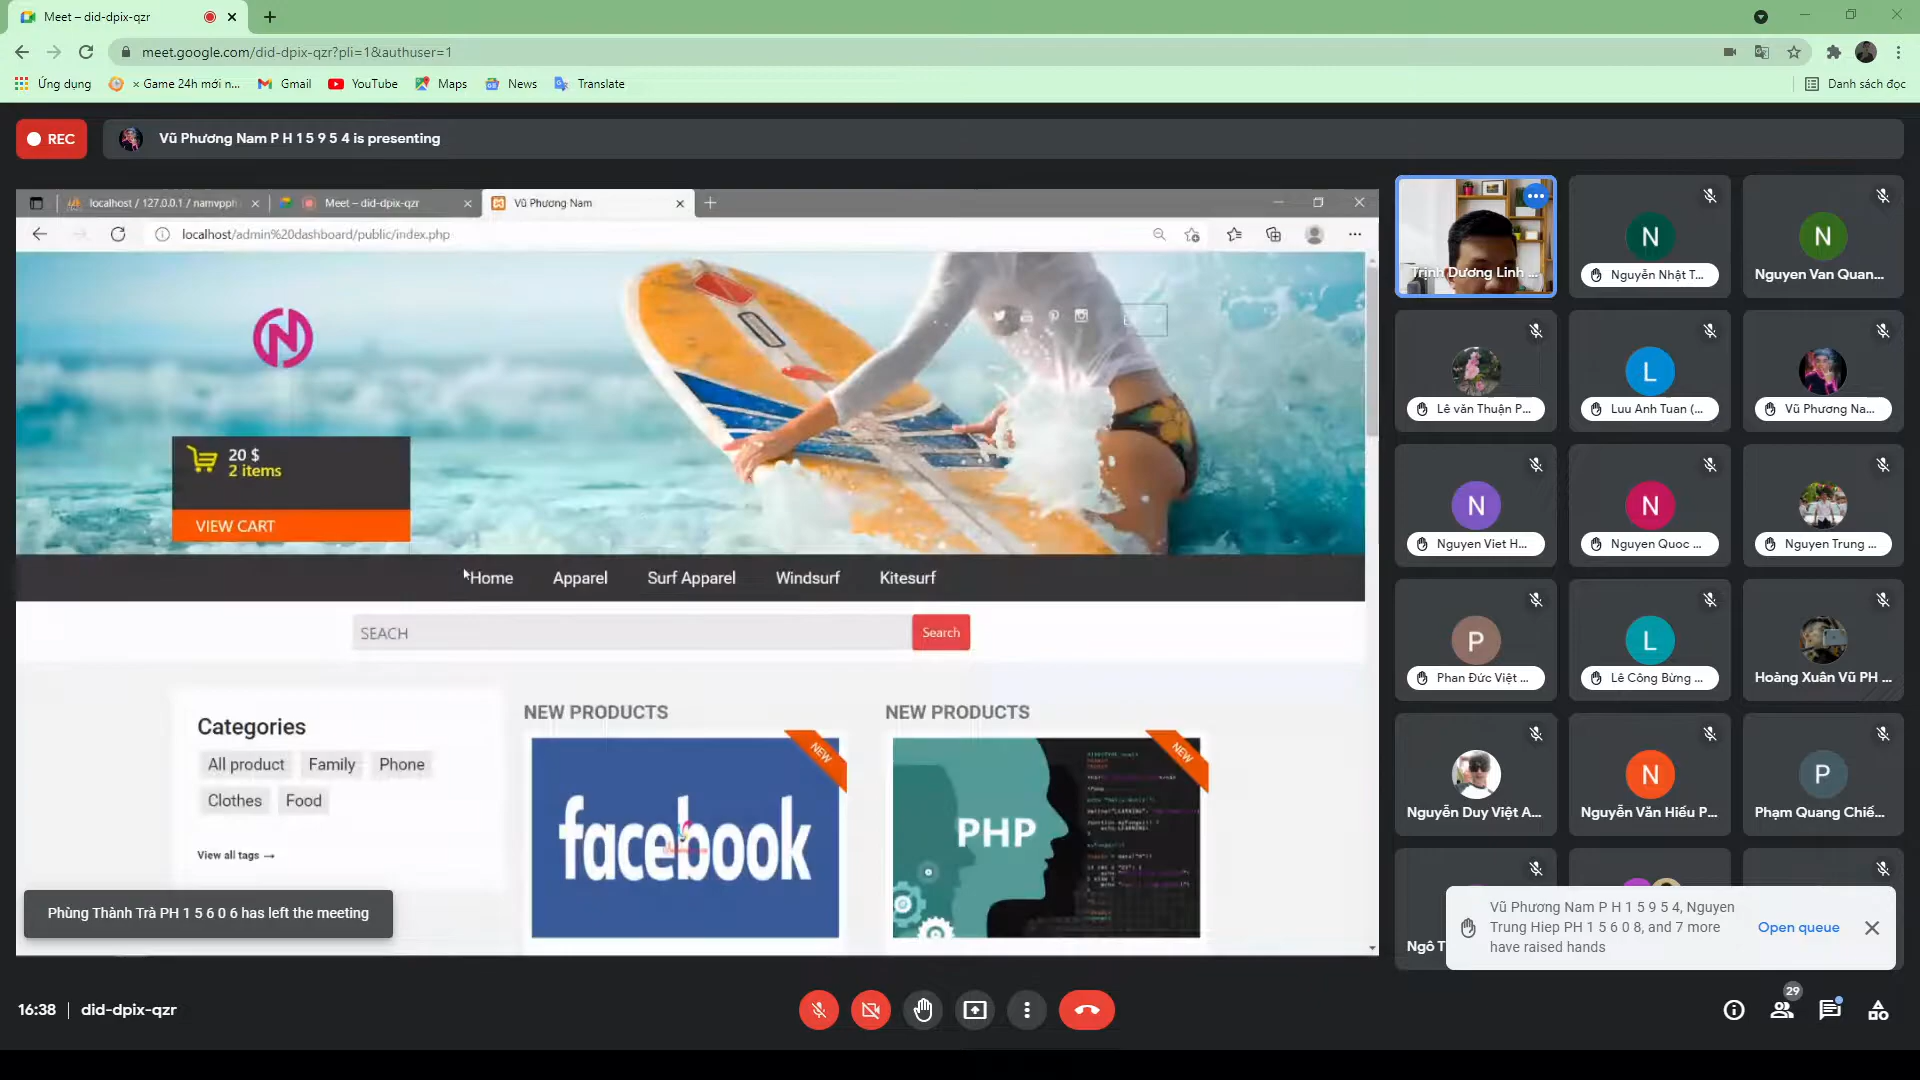 Meet – did-dpix-qzr
meet.google.com/did-dpix-qzr?pli=1&authuser=1
Ứng dụng
× Game 24h mới n...
Gmail
YouTube
Maps
News
Translate
Danh sách đọc
REC
Vũ Phương Nam P H 1 5 9 5 4 is presenting
localhost / 127.0.0.1 / namvpph
Meet – did-dpix-qzr
Vũ Phương Nam
localhost/admin%20dashboard/public/index.php
N
20 $
2 items
VIEW CART
Home
Apparel
Surf Apparel
Windsurf
Kitesurf
SEACH
Search
Categories
All product
Family
Phone
Clothes
Food
View all tags →
NEW PRODUCTS
NEW
facebook
NEW PRODUCTS
NEW
PHP
Phùng Thành Trà PH 1 5 6 0 6 has left the meeting
Trịnh Dương Linh ...
N
Nguyễn Nhật T...
N
Nguyen Van Quan...
Lê văn Thuận P...
L
Luu Anh Tuan (...
Vũ Phương Na...
N
Nguyen Viet H...
N
Nguyen Quoc ...
Nguyen Trung ...
P
Phan Đức Việt ...
L
Lê Công Bừng ...
Hoàng Xuân Vũ PH ...
Nguyễn Duy Việt A...
N
Nguyễn Văn Hiếu P...
P
Phạm Quang Chiế...
Ngô T
Vũ Phương Nam P H 1 5 9 5 4, Nguyen
Trung Hiep PH 1 5 6 0 8, and 7 more
have raised hands
Open queue
16:38
did-dpix-qzr
29